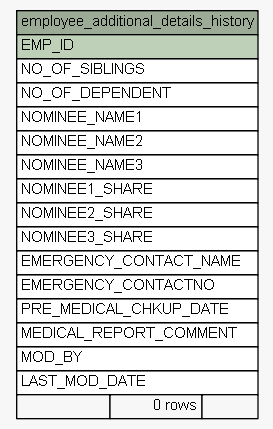 employee_additional_details_history
EMP_ID
NO_OF_SIBLINGS
NO_OF_DEPENDENT
NOMINEE_NAME1
NOMINEE_NAME2
NOMINEE_NAME3
NOMINEE1_SHARE
NOMINEE2_SHARE
NOMINEE3_SHARE
EMERGENCY_CONTACT_NAME
EMERGENCY_CONTACTNO
PRE_MEDICAL_CHKUP_DATE
MEDICAL_REPORT_COMMENT
MOD_BY
LAST_MOD_DATE
0 rows